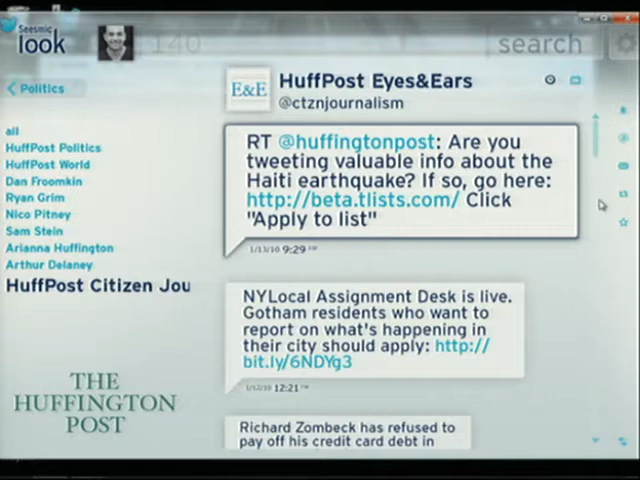 Seesmic
look
140
search
Politics
all
HuffPost Politics
HuffPost World
Dan Froomkin
Ryan Grim
Nico Pitney
Sam Stein
Arianna Huffington
Arthur Delaney
HuffPost Citizen Jou
THE
HUFFINGTON
POST
E&E
HuffPost Eyes&Ears
@ctznjournalism
RT @huffingtonpost: Are you
tweeting valuable info about the
Haiti earthquake? If so, go here:
http://beta.tlists.com/ Click
"Apply to list"
1/13/10 9:29 PM
NYLocal Assignment Desk is live.
Gotham residents who want to
report on what's happening in
their city should apply: http://
bit.ly/6NDYg3
1/12/10 12:21
Richard Zombeck has refused to
pay off his credit card debt in